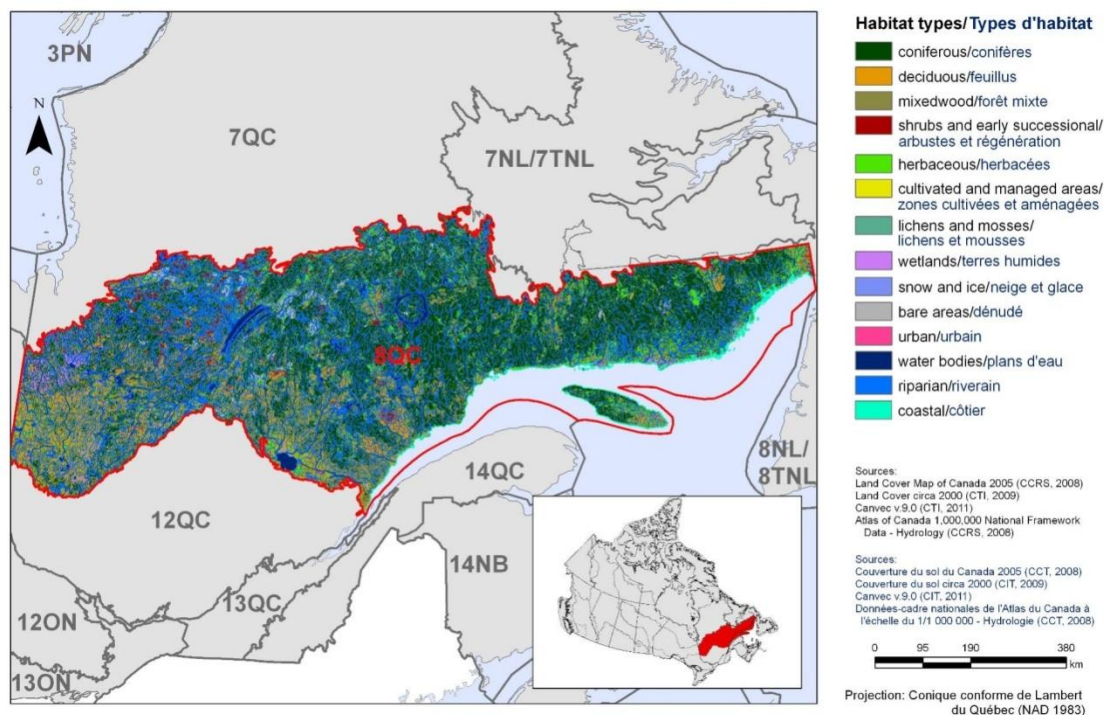 3PN
N
7QC
7NL/7TNL
8QC
8NL/
8TNL
14QC
12QC
14NB
13QC
12ON
13ON
Habitat types/Types d'habitat
coniferous/conifères
deciduous/feuillus
mixedwood/forêt mixte
shrubs and early successional/
arbustes et régénération
herbaceous/herbacées
cultivated and managed areas/
zones cultivées et aménagées
lichens and mosses/
lichens et mousses
wetlands/terres humides
snow and ice/neige et glace
bare areas/dénudé
urban/urbain
water bodies/plans d'eau
riparian/riverain
coastal/côtier
Sources:
Land Cover Map of Canada 2005 (CCRS, 2008)
Land Cover circa 2000 (CTI, 2009)
Canvec v.9.0 (CTI, 2011)
Atlas of Canada 1,000,000 National Framework
Data - Hydrology (CCRS, 2008)
Sources:
Couverture du sol du Canada 2005 (CCT, 2008)
Couverture du sol circa 2000 (CIT, 2009)
Canvec v.9.0 (CIT, 2011)
Données-cadre nationales de l'Atlas du Canada à
l'échelle du 1/1 000 000 - Hydrologie (CCT, 2008)
0 95 190 380
km
Projection: Conique conforme de Lambert
du Québec (NAD 1983)